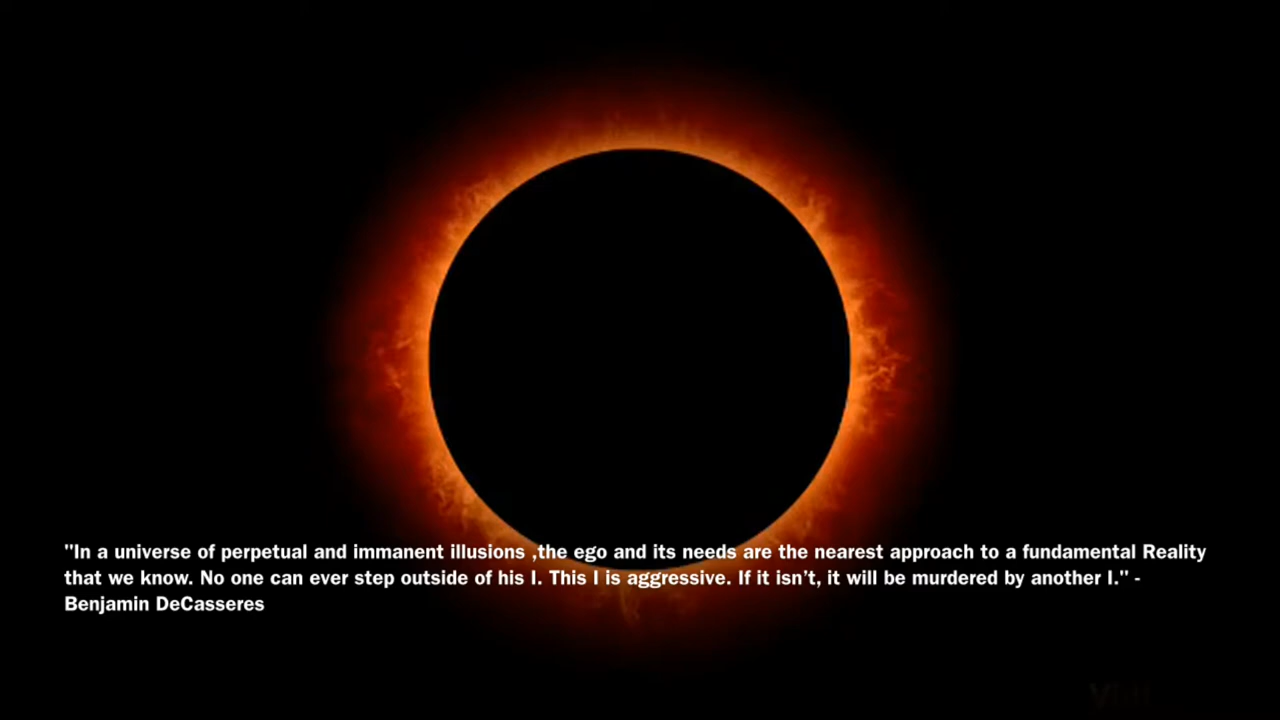 "In a universe of perpetual and immanent illusions ,the ego and its needs are the nearest approach to a fundamental Reality
that we know. No one can ever step outside of his I. This I is aggressive. If it isn't, it will be murdered by another I." -
Benjamin DeCasseres